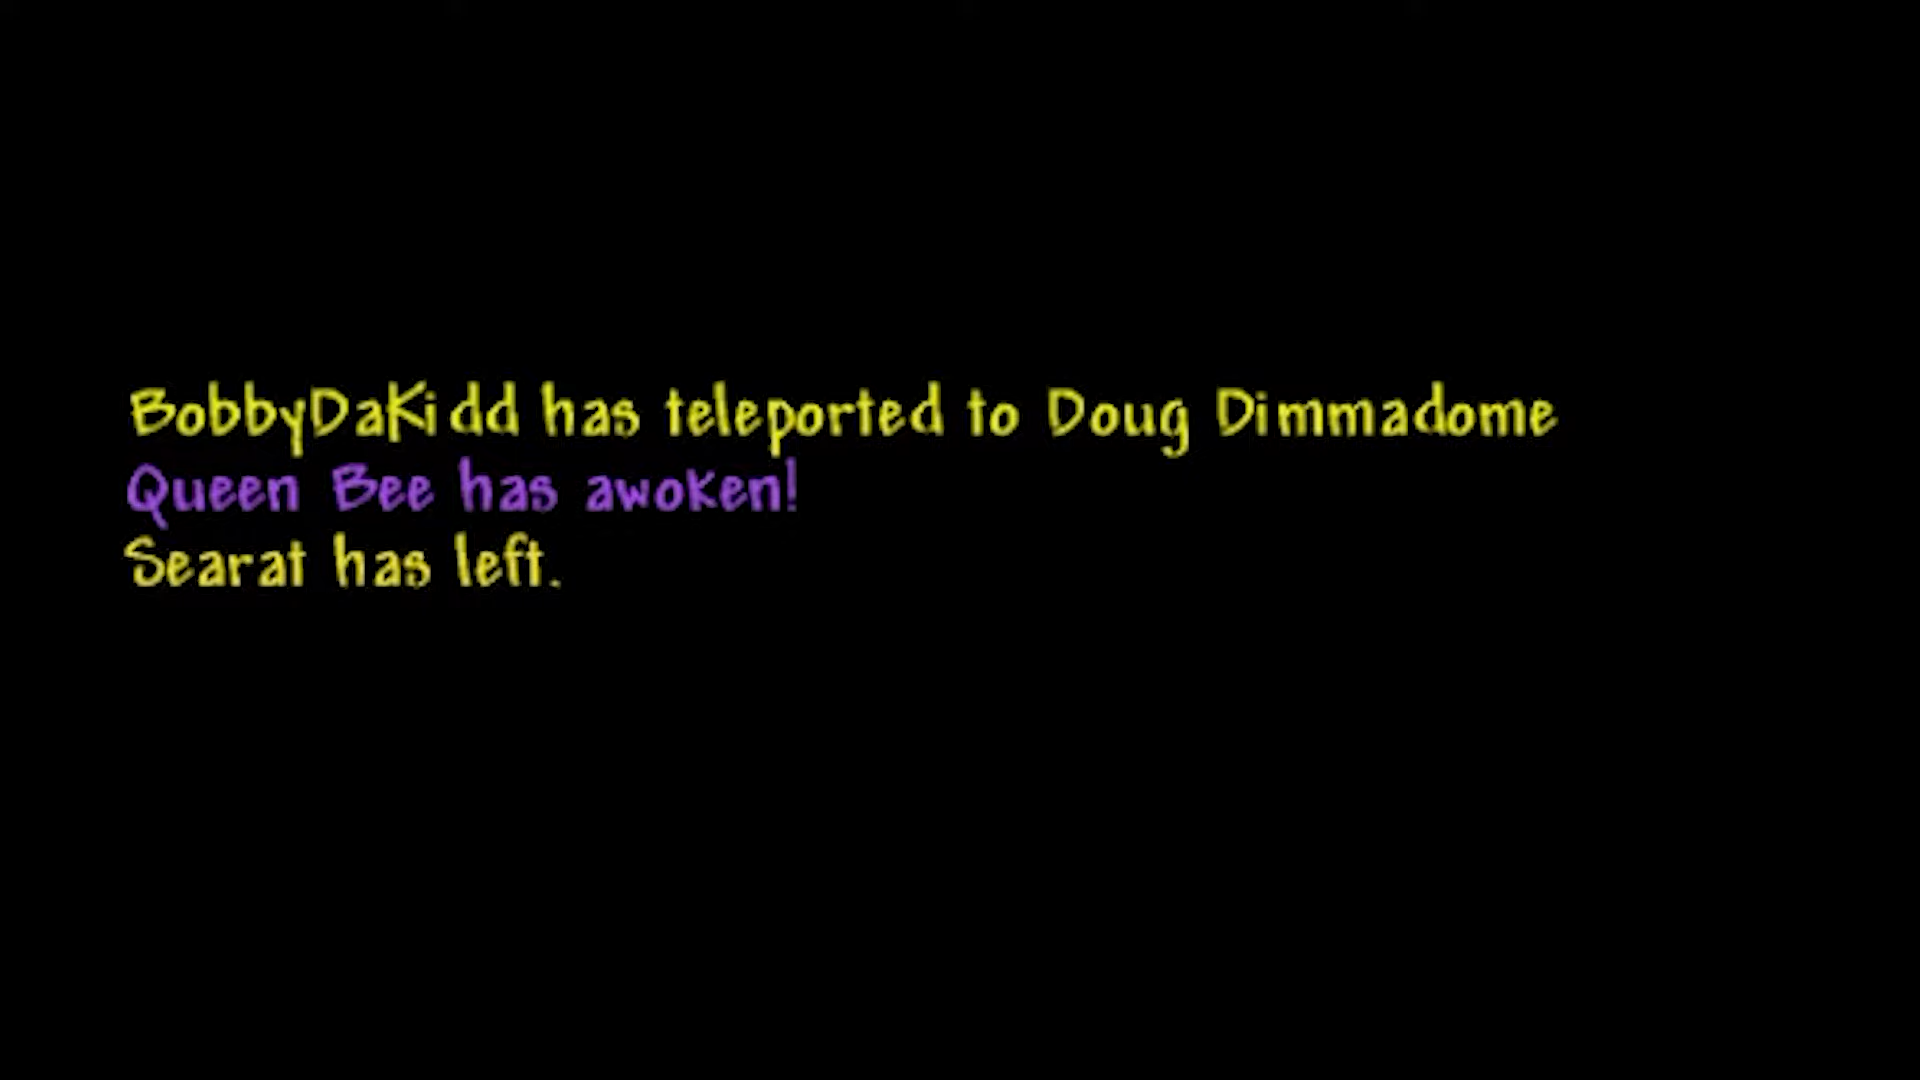 BobbyDaKidd has teleported to Doug Dimmadome
Queen Bee has awoken!
Searat has left.